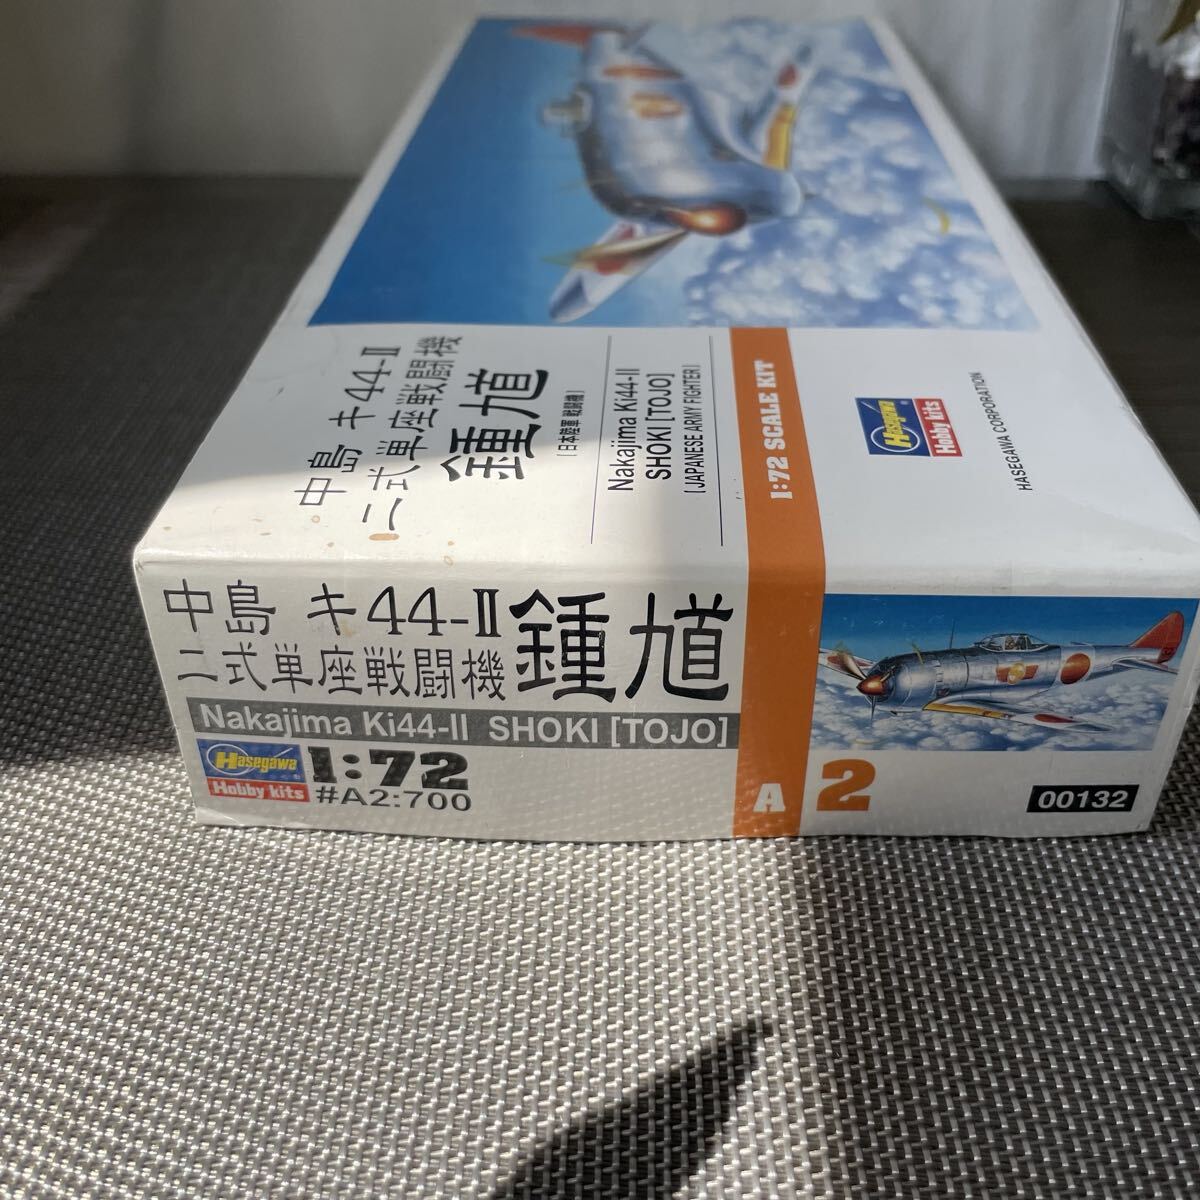 中島 キ44-II
二式単座戦闘機
鍾馗
[日本陸軍 戦闘機]
Nakajima Ki44-II
SHOKI [TOJO]
[JAPANESE ARMY FIGHTER]
1:72 SCALE KIT
Hasegawa
Hobby kits
HASEGAWA CORPORATION
中島 キ44-II
二式単座戦闘機
鍾馗
Nakajima Ki44-II SHOKI [TOJO]
Hasegawa
Hobby kits
1:72
#A2:700
A 2
00132